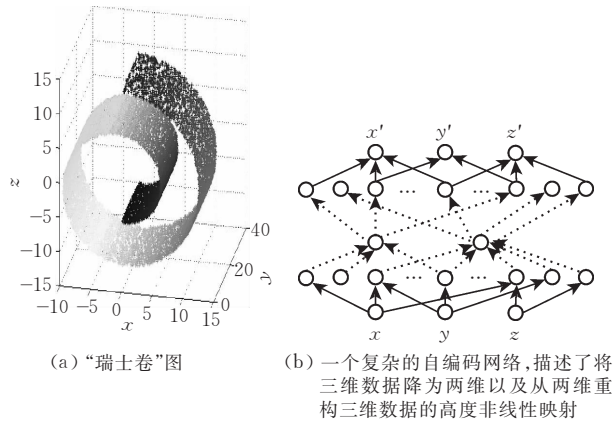 15
10
5
0
−5
−10
−15
z
−10 −5 0 5 10 15
x
0
20
40
y
x′ y′ z′
··· ···
··· ···
x y z
(a) “瑞士卷”图
(b) 一个复杂的自编码网络,描述了将
三维数据降为两维以及从两维重
构三维数据的高度非线性映射